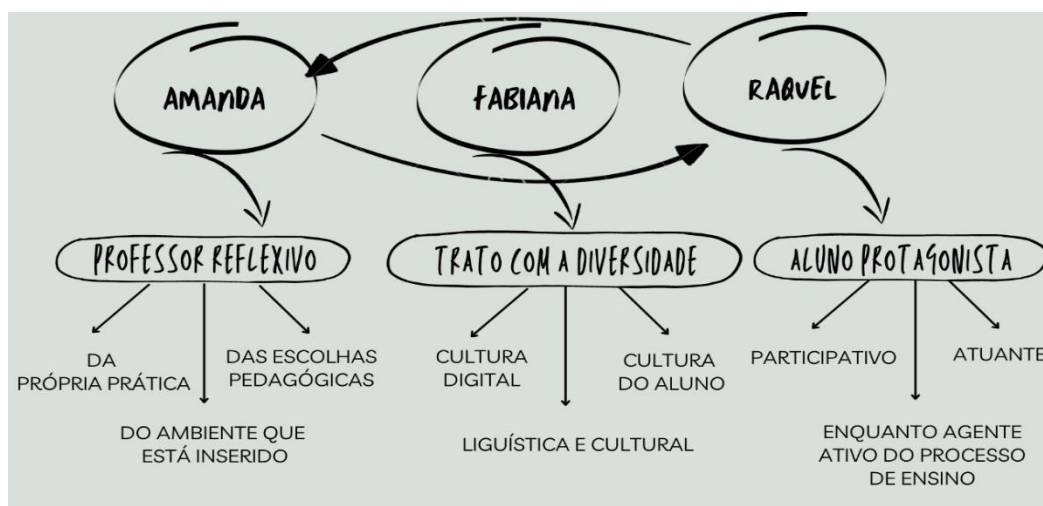 AMANDA
FABIANA
RAQUEL
PROFESSOR REFLEXIVO
TRATO COM A DIVERSIDADE
ALUNO PROTAGONISTA
DA
PRÓPRIA PRÁTICA
DAS ESCOLHAS
PEDAGÓGICAS
DO AMBIENTE QUE
ESTÁ INSERIDO
CULTURA
DIGITAL
CULTURA
DO ALUNO
LIGUÍSTICA E CULTURAL
PARTICIPATIVO
ATUANTE
ENQUANTO AGENTE
ATIVO DO PROCESSO
DE ENSINO